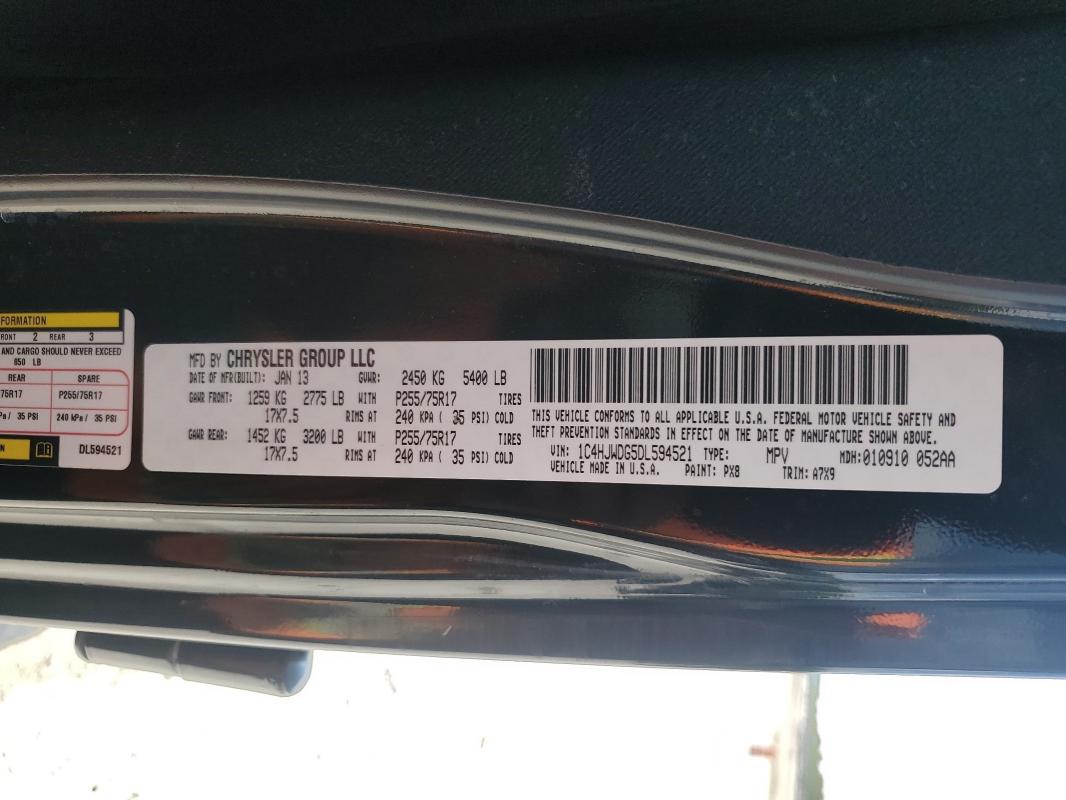 FORMATION
RONT 2 REAR 3
AND CARGO SHOULD NEVER EXCEED
850 LB
REAR SPARE
75R17 P255/75R17
Pa/ 35 PSI 240 kPa / 35 PSI
N
DL594521
MFD BY CHRYSLER GROUP LLC
DATE OF MFR(BUILT): JAN 13 GVWR: 2450 KG 5400 LB
GAWR FRONT: 1259 KG 2775 LB WITH P255/75R17 TIRES
17X7.5 RIMS AT 240 KPA ( 35 PSI) COLD
GAWR REAR: 1452 KG 3200 LB WITH P255/75R17 TIRES
17X7.5 RIMS AT 240 KPA ( 35 PSI) COLD
THIS VEHICLE CONFORMS TO ALL APPLICABLE U.S.A. FEDERAL MOTOR VEHICLE SAFETY AND
THEFT PREVENTION STANDARDS IN EFFECT ON THE DATE OF MANUFACTURE SHOWN ABOVE.
VIN: 1C4HJWDG5DL594521 TYPE: MPV MDH:010910 052AA
VEHICLE MADE IN U.S.A. PAINT: PX8 TRIM: A7X9